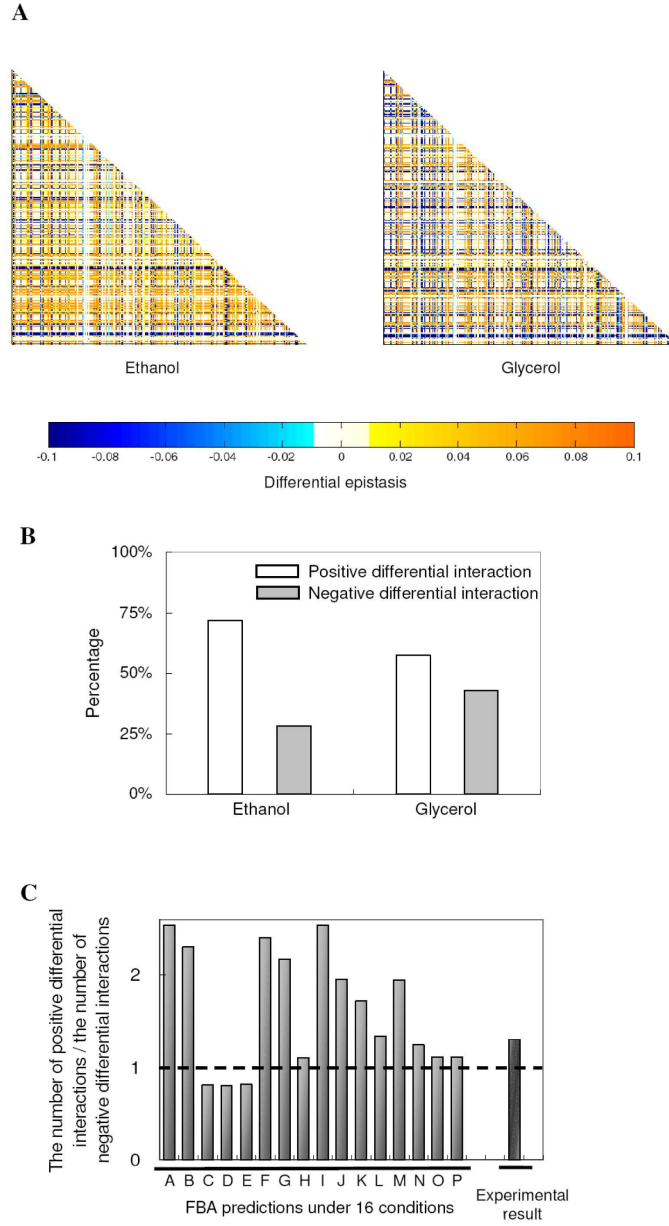 A
Ethanol
Glycerol
-0.1 -0.08 -0.06 -0.04 -0.02 0 0.02 0.04 0.06 0.08 0.1
Differential epistasis
B
100%
75%
50%
25%
0%
Percentage
Positive differential interaction
Negative differential interaction
Ethanol
Glycerol
C
The number of positive differential
interactions / the number of
negative differential interactions
2
1
0
A B C D E F G H I J K L M N O P
FBA predictions under 16 conditions
Experimental
result